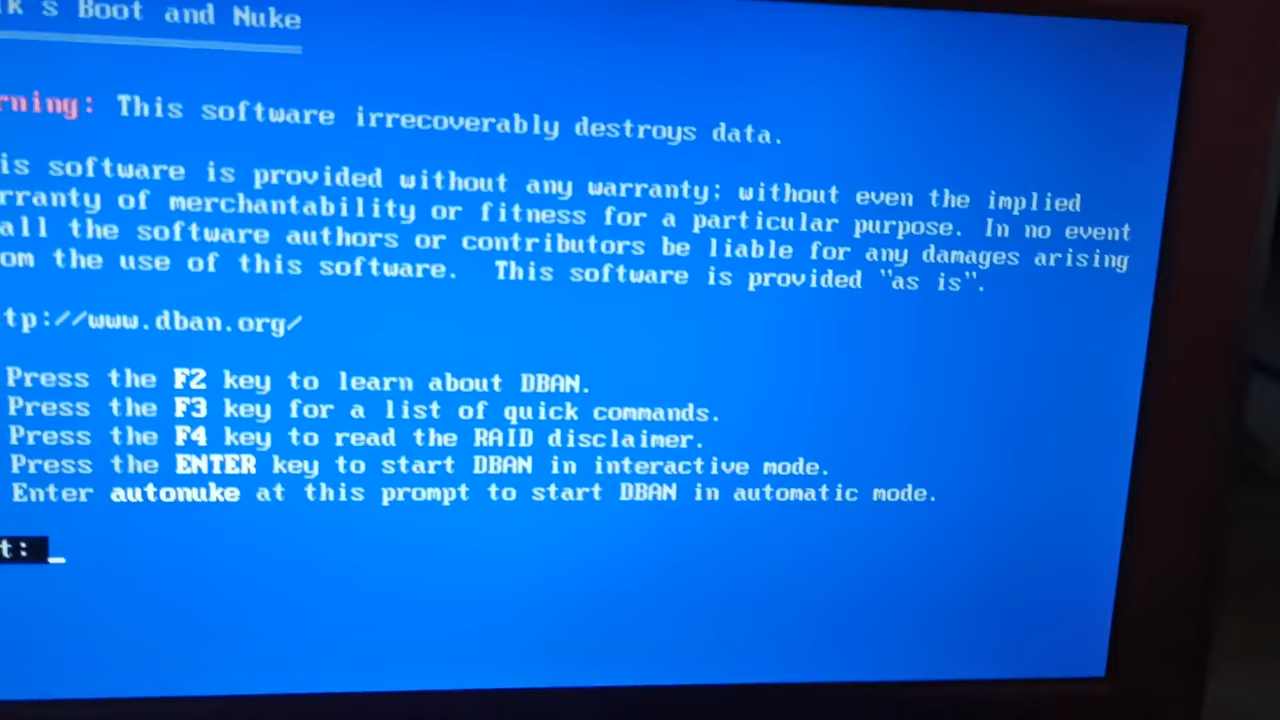 k's Boot and Nuke
rning: This software irrecoverably destroys data.
is software is provided without any warranty; without even the implied
rranty of merchantability or fitness for a particular purpose. In no event
all the software authors or contributors be liable for any damages arising
om the use of this software. This software is provided "as is".
tp://www.dban.org/
Press the F2 key to learn about DBAN.
Press the F3 key for a list of quick commands.
Press the F4 key to read the RAID disclaimer.
Press the ENTER key to start DBAN in interactive mode.
Enter autonuke at this prompt to start DBAN in automatic mode.
t: _